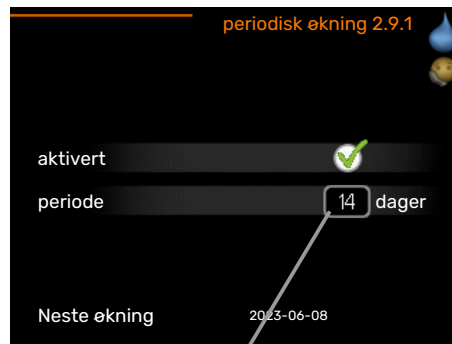 periodisk økning 2.9.1
aktivert
periode 14 dager
Neste økning 2023-06-08